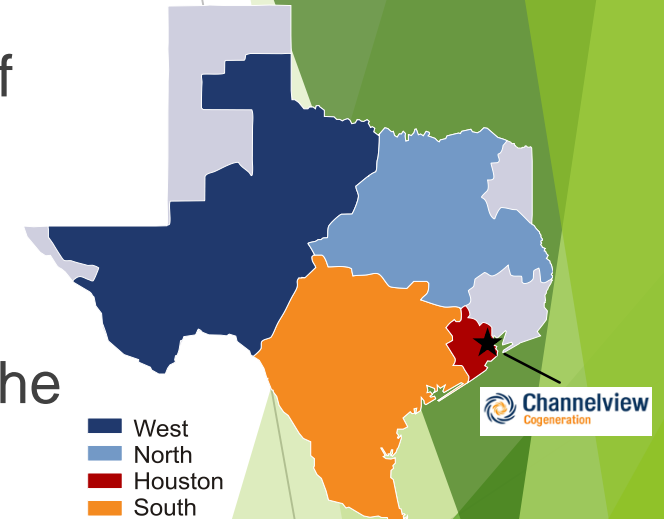 f
he
West
North
Houston
South
Channelview
Cogeneration